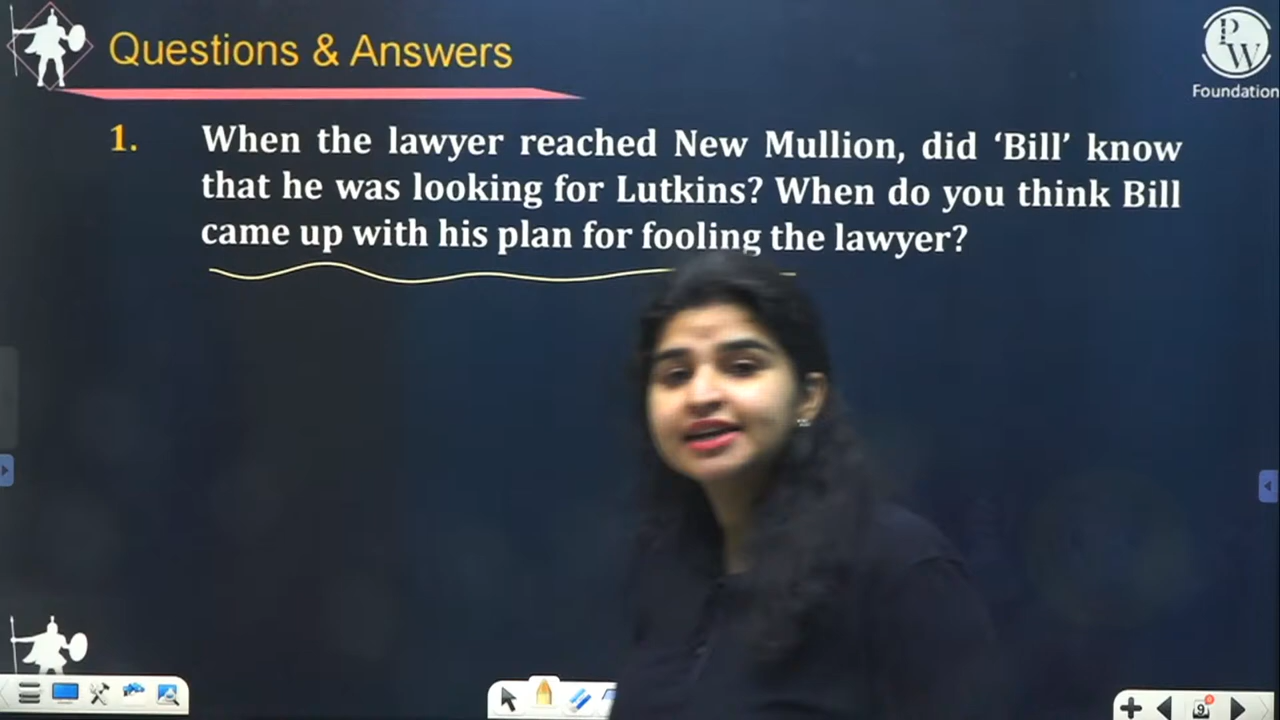 Questions & Answers
P
W
Foundation
1. When the lawyer reached New Mullion, did ‘Bill’ know
that he was looking for Lutkins? When do you think Bill
came up with his plan for fooling the lawyer?
9